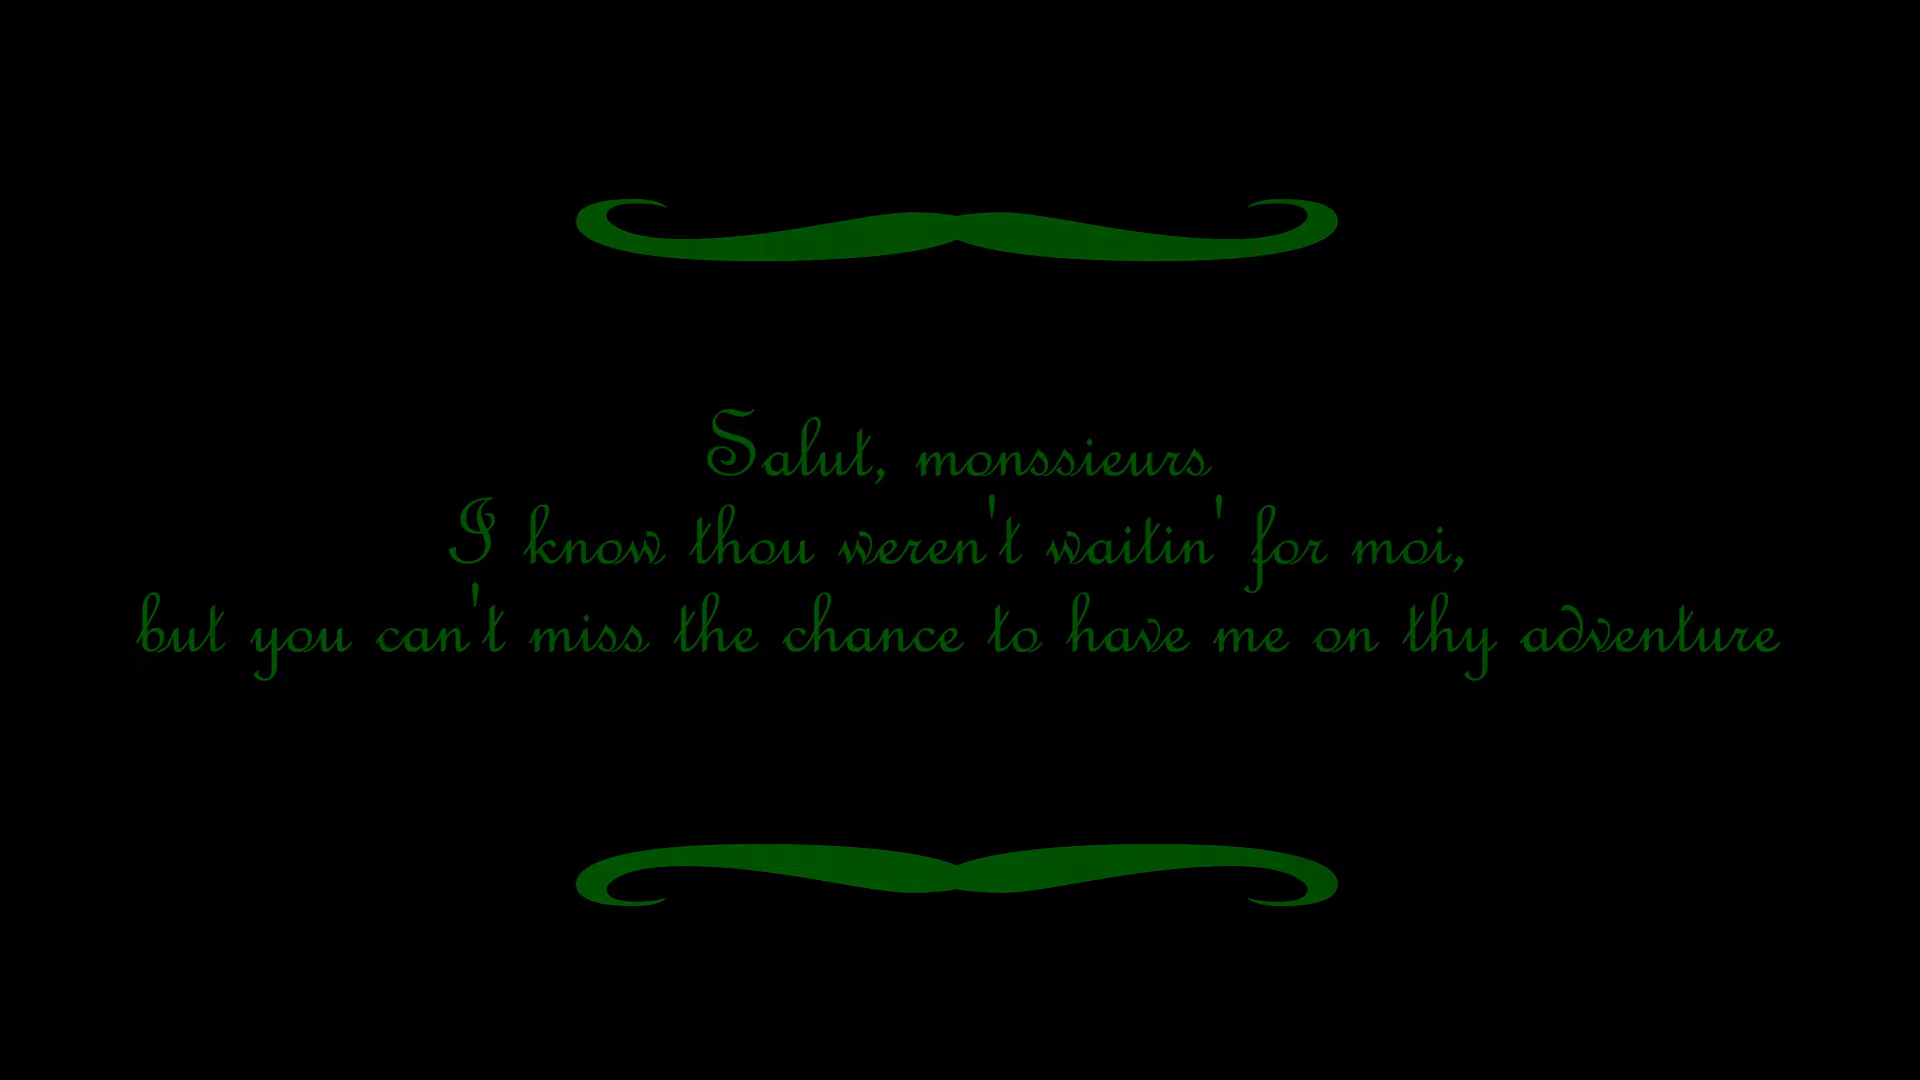 Salut, monssieurs
I know thou weren't waitin' for moi,
but you can't miss the chance to have me on thy adventure